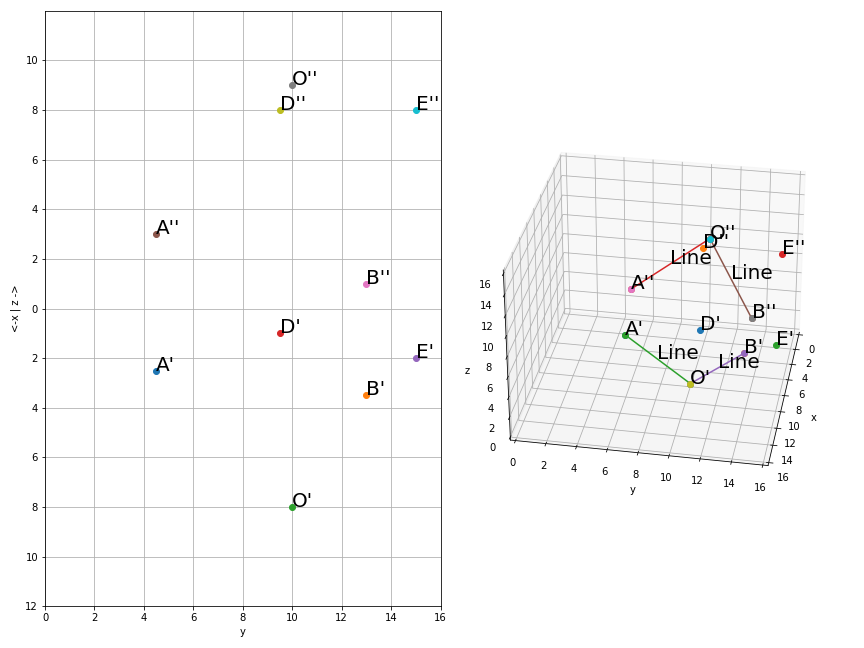 10
O''
D''
E''
8
6
4
A''
2
B''
0
D'
2
A'
E'
4
B'
6
8
O'
10
12
0 2 4 6 8 10 12 14 16
y
<-x | z ->
O''
D''
Line
E''
Line
A''
B''
A'
D'
Line
B'
E'
Line
O'
16
14
12
10
8
6
4
2
0
z
0 2 4 6 8 10 12 14 16
y
0
2
4
6
8
10
12
14
16
x